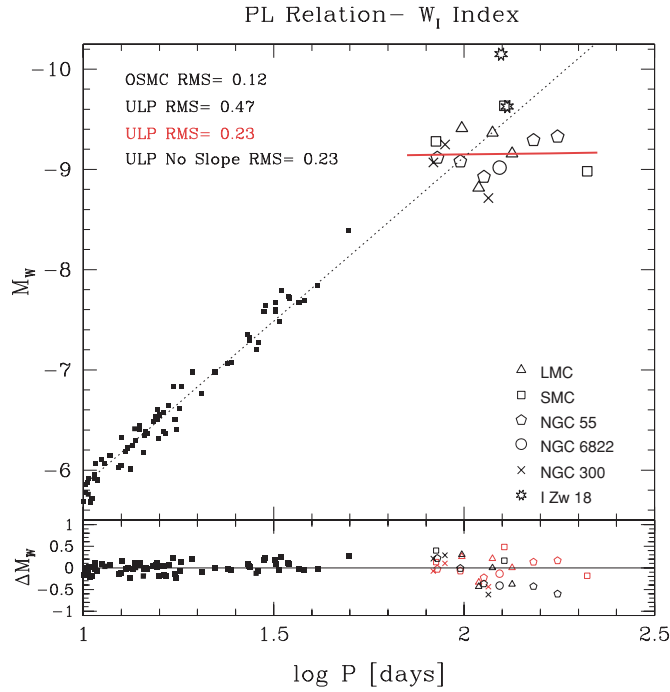 PL Relation- W_I Index
OSMC RMS= 0.12
ULP RMS= 0.47
ULP RMS= 0.23
ULP No Slope RMS= 0.23
-10
-9
-8
-7
-6
M_W
LMC
SMC
NGC 55
NGC 6822
NGC 300
I Zw 18
1
0.5
0
-0.5
-1
ΔM_W
1
1.5
2
2.5
log P [days]